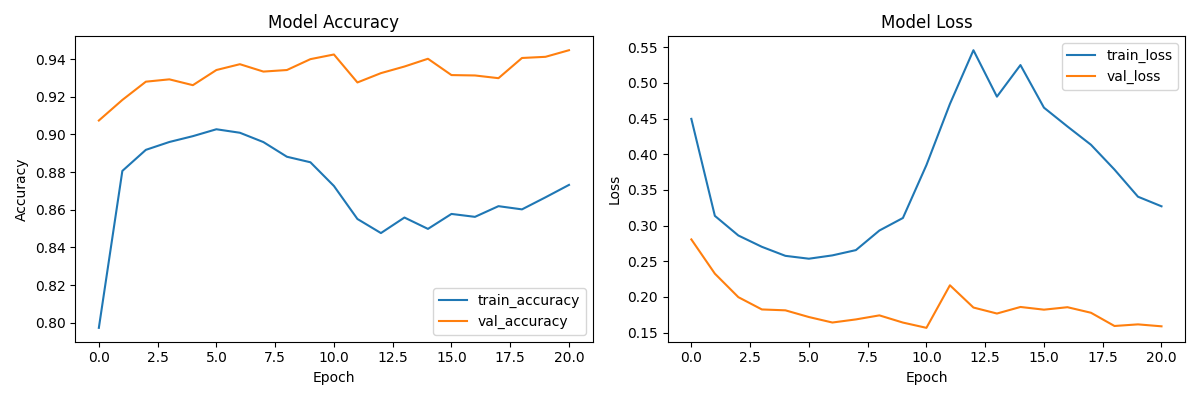 Model Accuracy
Accuracy
0.94
0.92
0.90
0.88
0.86
0.84
0.82
0.80
train_accuracy
val_accuracy
0.0 2.5 5.0 7.5 10.0 12.5 15.0 17.5 20.0
Epoch
Model Loss
Loss
0.55
0.50
0.45
0.40
0.35
0.30
0.25
0.20
0.15
train_loss
val_loss
0.0 2.5 5.0 7.5 10.0 12.5 15.0 17.5 20.0
Epoch